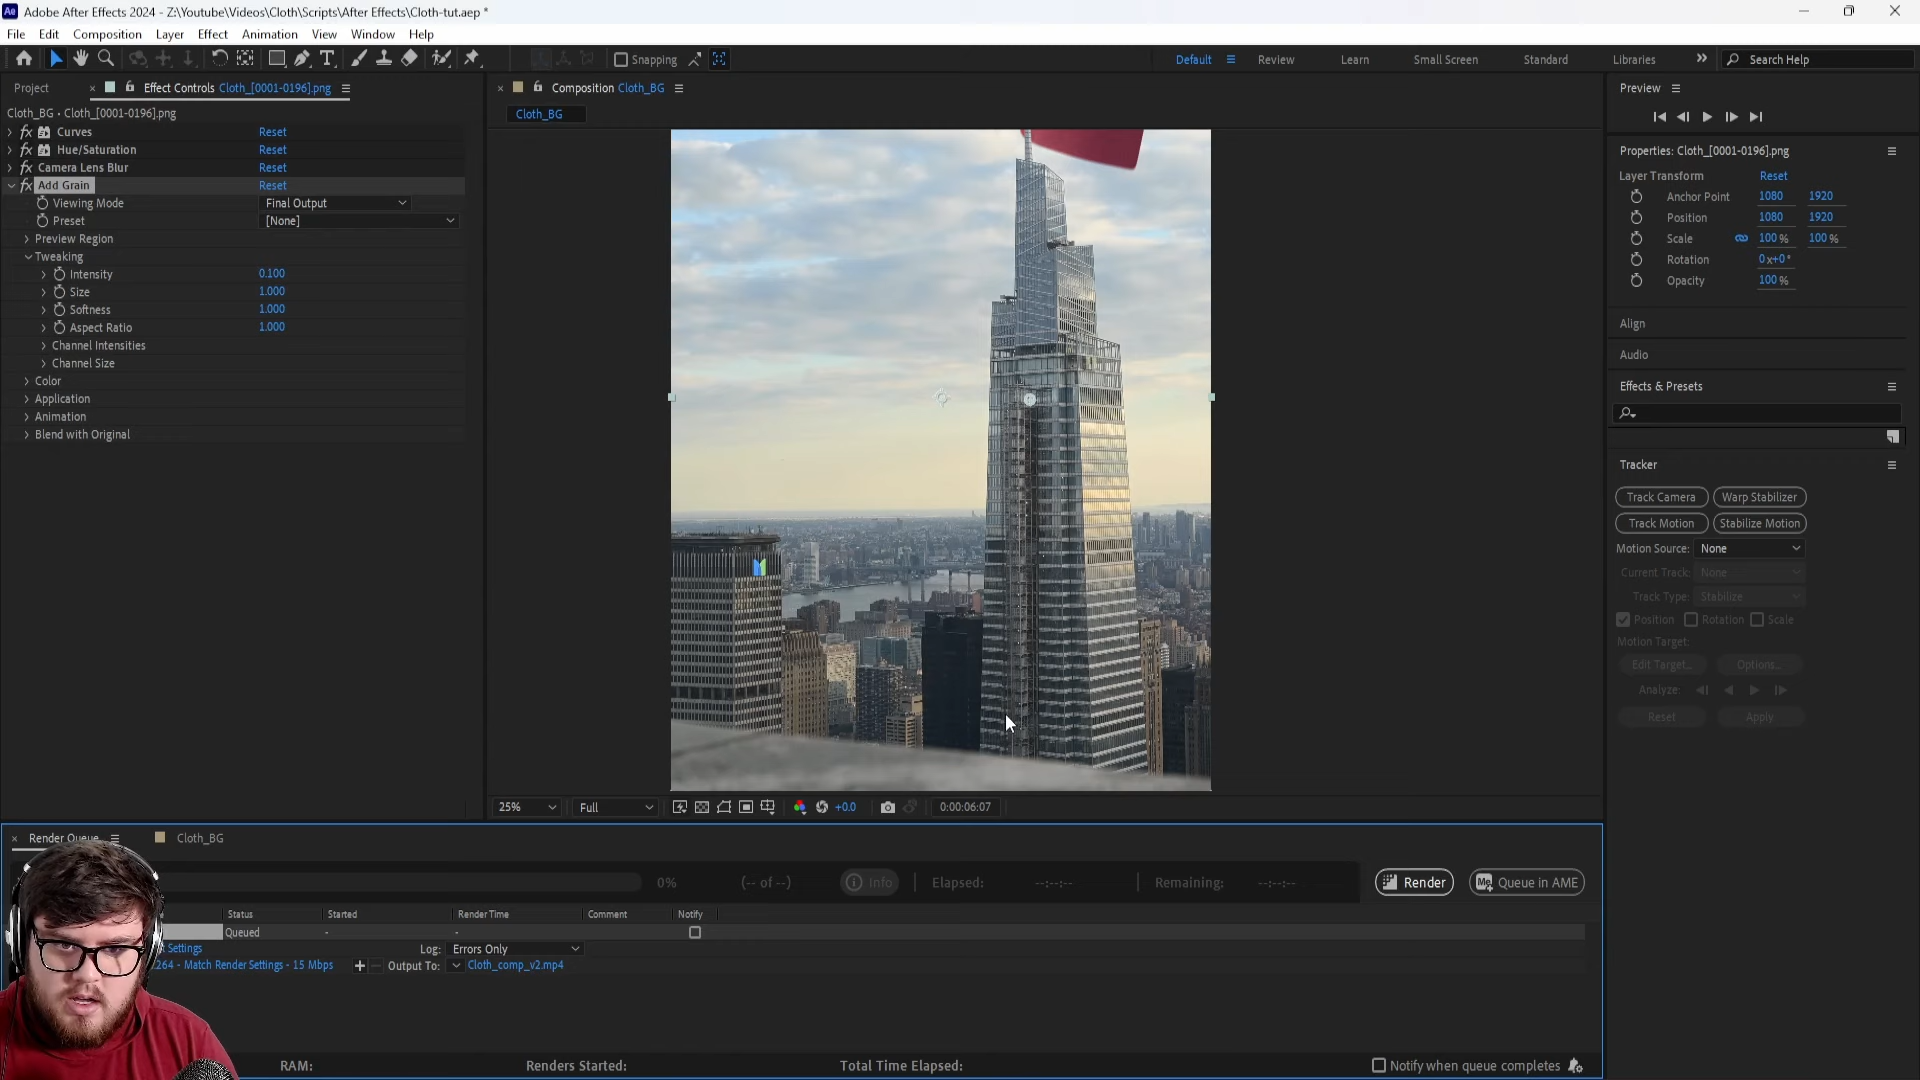 Adobe After Effects 2024 - Z:\Youtube\Videos\Cloth\Scripts\After Effects\Cloth-tut.aep *
File Edit Composition Layer Effect Animation View Window Help
Snapping
Default Review Learn Small Screen Standard Libraries Search Help
Project Effect Controls Cloth_[0001-0196].png
Cloth_BG • Cloth_[0001-0196].png
Curves Reset
Hue/Saturation Reset
Camera Lens Blur Reset
Add Grain Reset
Viewing Mode Final Output
Preset [None]
Preview Region
Tweaking
Intensity 0.100
Size 1.000
Softness 1.000
Aspect Ratio 1.000
Channel Intensities
Channel Size
Color
Application
Animation
Blend with Original
Composition Cloth_BG
Cloth_BG
25% Full +0.0 0:00:06:07
Preview
Properties: Cloth_[0001-0196].png
Layer Transform Reset
Anchor Point 1080 1920
Position 1080 1920
Scale 100 % 100 %
Rotation 0x+0°
Opacity 100 %
Align
Audio
Effects & Presets
Tracker
Track Camera Warp Stabilizer
Track Motion Stabilize Motion
Motion Source: None
Current Track: None
Track Type: Stabilize
Position Rotation Scale
Motion Target:
Edit Target... Options...
Analyze:
Reset Apply
Render Queue Cloth_BG
0% (-- of --) Info Elapsed: --:--:-- Remaining: --:--:-- Render Queue in AME
Status Started Render Time Comment Notify
Queued - -
Settings Log: Errors Only
.264 - Match Render Settings - 15 Mbps Output To: Cloth_comp_v2.mp4
RAM: Renders Started: Total Time Elapsed: Notify when queue completes